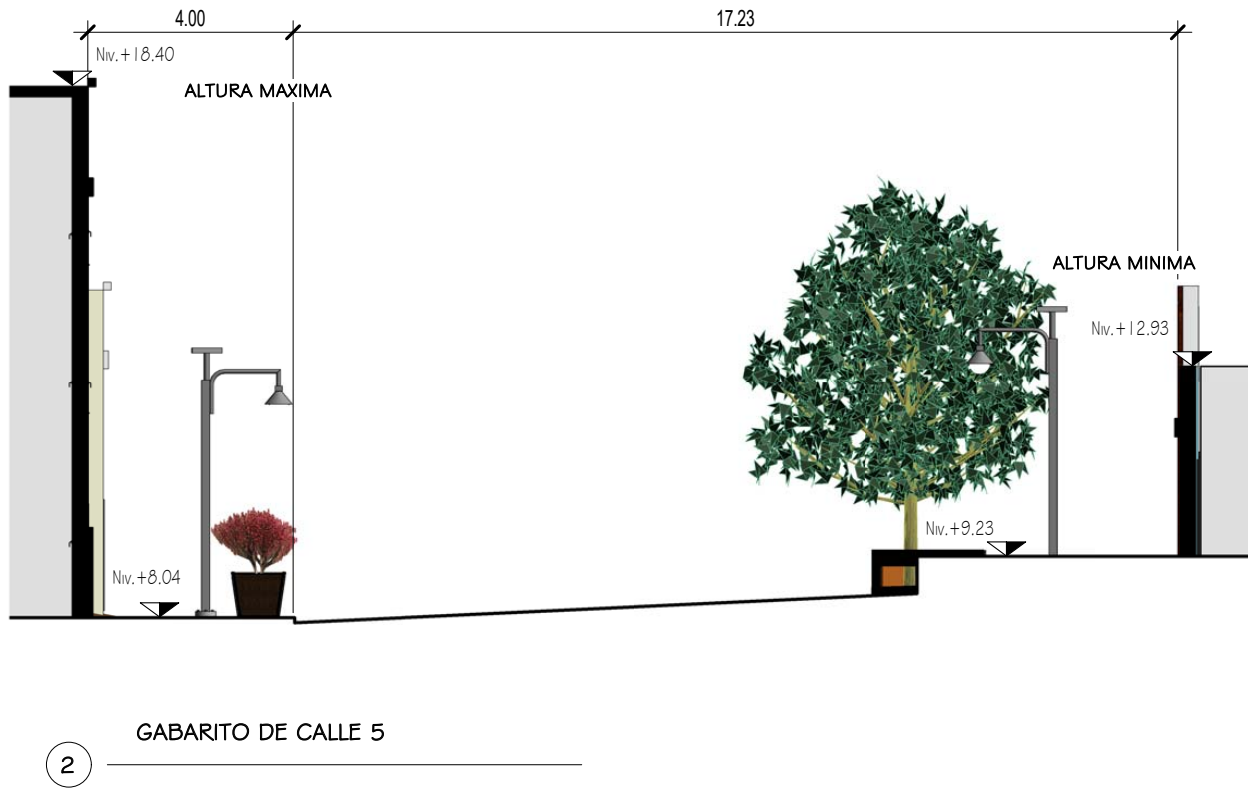 4.00
17.23
Niv.+18.40
ALTURA MAXIMA
ALTURA MINIMA
Niv.+12.93
Niv.+9.23
Niv.+8.04
GABARITO DE CALLE 5
2